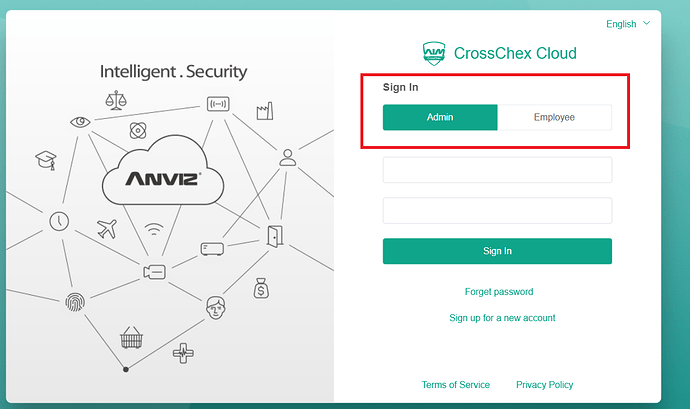 English
CrossChex Cloud
Intelligent . Security
Sign In
Admin
Employee
ANVIZ
Sign In
Forget password
Sign up for a new account
Terms of Service
Privacy Policy